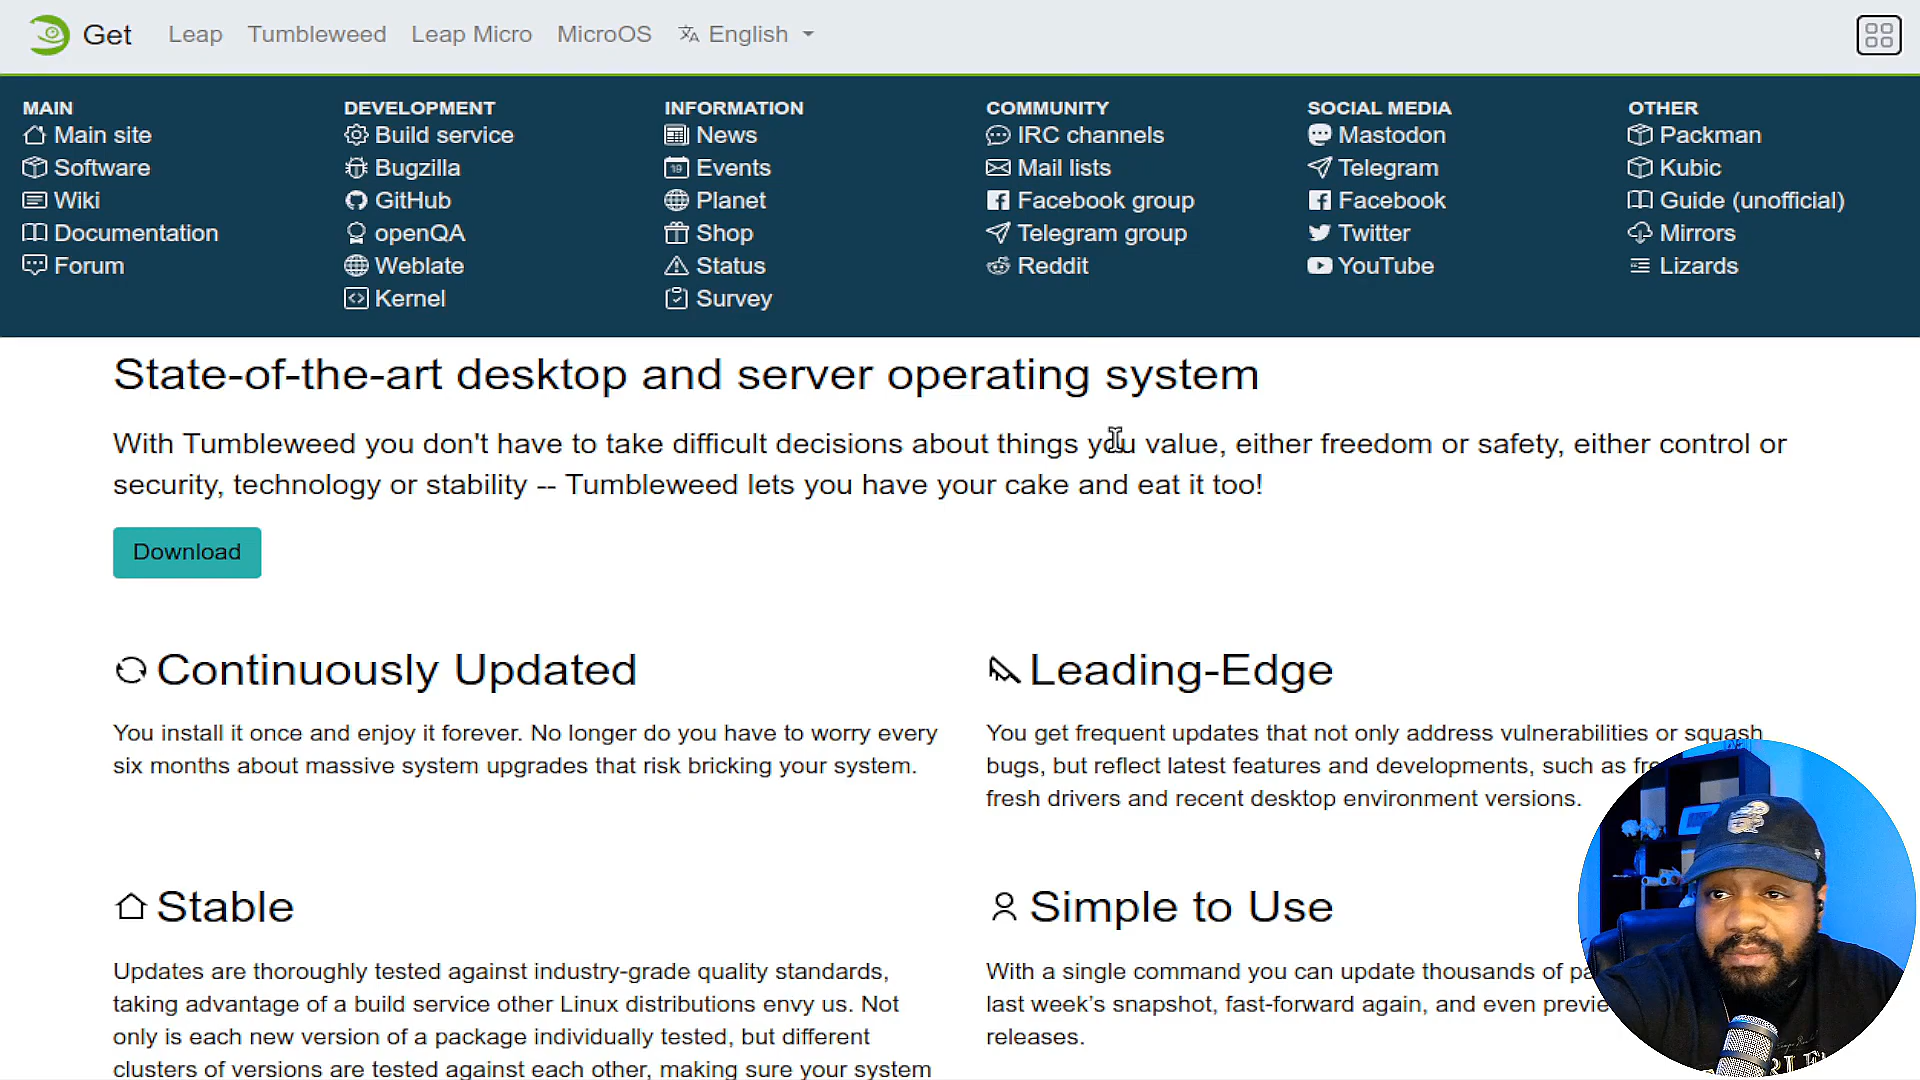 Get Leap Tumbleweed Leap Micro MicroOS English
MAIN
Main site
Software
Wiki
Documentation
Forum
DEVELOPMENT
Build service
Bugzilla
GitHub
openQA
Weblate
Kernel
INFORMATION
News
Events
Planet
Shop
Status
Survey
COMMUNITY
IRC channels
Mail lists
Facebook group
Telegram group
Reddit
SOCIAL MEDIA
Mastodon
Telegram
Facebook
Twitter
YouTube
OTHER
Packman
Kubic
Guide (unofficial)
Mirrors
Lizards
State-of-the-art desktop and server operating system
With Tumbleweed you don't have to take difficult decisions about things you value, either freedom or safety, either control or
security, technology or stability -- Tumbleweed lets you have your cake and eat it too!
Download
Continuously Updated
You install it once and enjoy it forever. No longer do you have to worry every
six months about massive system upgrades that risk bricking your system.
Leading-Edge
You get frequent updates that not only address vulnerabilities or squash
bugs, but reflect latest features and developments, such as
fresh drivers and recent desktop environment versions.
Stable
Updates are thoroughly tested against industry-grade quality standards,
taking advantage of a build service other Linux distributions envy us. Not
only is each new version of a package individually tested, but different
clusters of versions are tested against each other, making sure your system
Simple to Use
With a single command you can update thousands of
last week’s snapshot, fast-forward again, and even
releases.